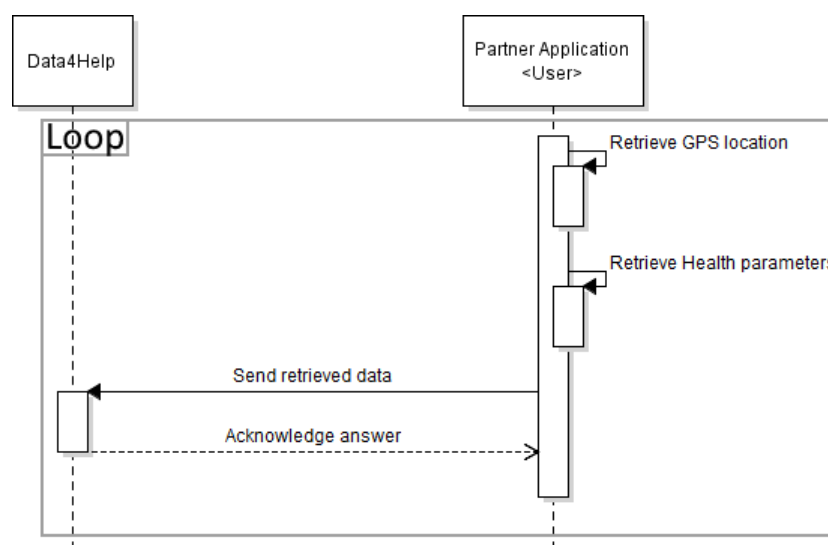 Data4Help
Partner Application
<User>
Loop
Retrieve GPS location
Retrieve Health parameters
Send retrieved data
Acknowledge answer